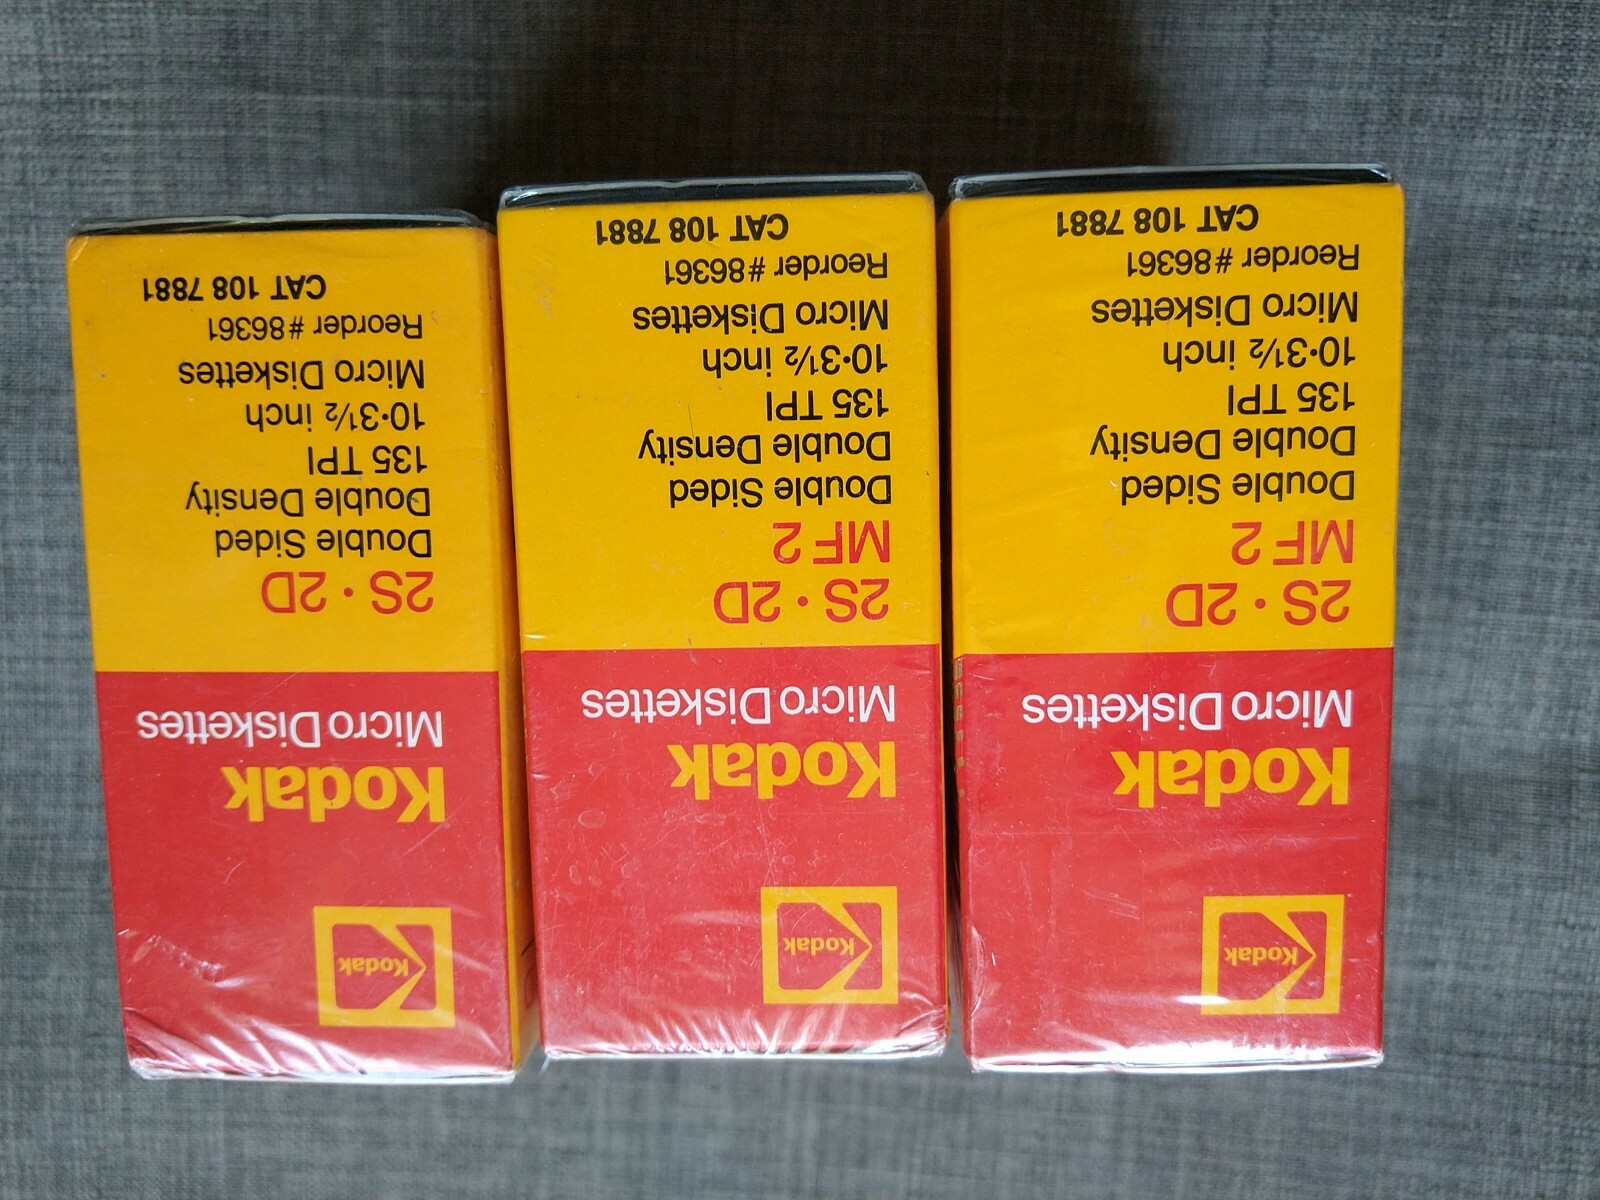 Kodak
Kodak
Micro Diskettes
2S • 2D
MF 2
Double Sided
Double Density
135 TPI
10•3½ inch
Micro Diskettes
Reorder # 86361
CAT 108 7881
Kodak
Kodak
Micro Diskettes
2S • 2D
MF 2
Double Sided
Double Density
135 TPI
10•3½ inch
Micro Diskettes
Reorder # 86361
CAT 108 7881
Kodak
Kodak
Micro Diskettes
2S • 2D
Double Sided
Double Density
135 TPI
10•3½ inch
Micro Diskettes
Reorder # 86361
CAT 108 7881